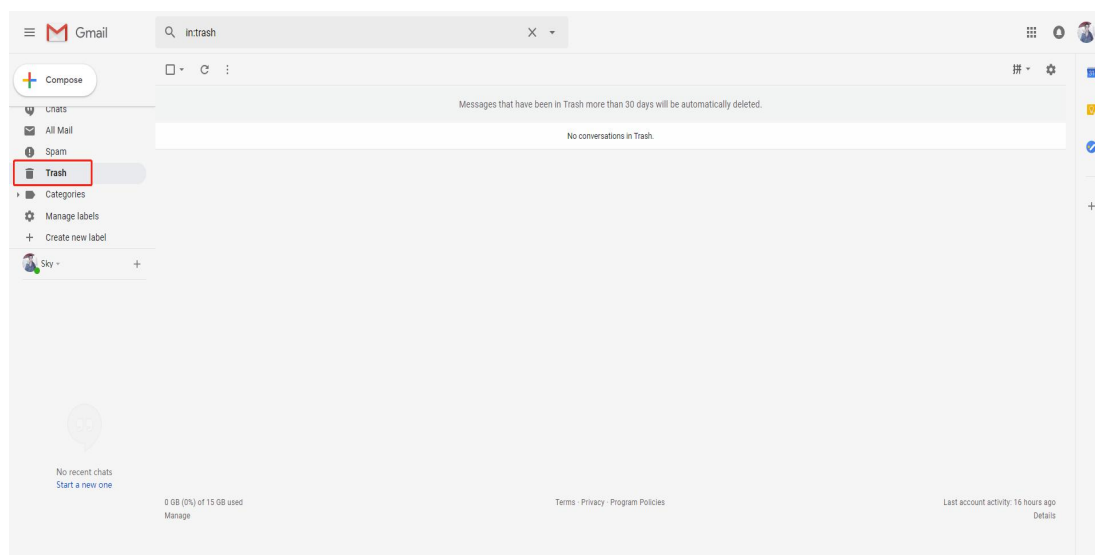 Gmail
in:trash
Compose
拼
Messages that have been in Trash more than 30 days will be automatically deleted.
No conversations in Trash.
Chats
All Mail
Spam
Trash
Categories
Manage labels
Create new label
Sky
No recent chats
Start a new one
0 GB (0%) of 15 GB used
Manage
Terms · Privacy · Program Policies
Last account activity: 16 hours ago
Details